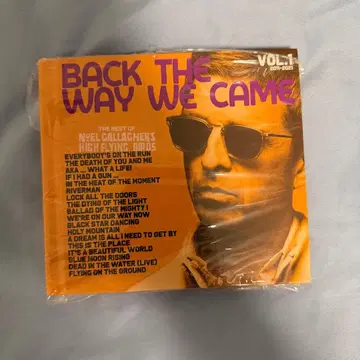 BACK THE
WAY WE CAME
VOL.1
2011-2021
THE BEST OF
NOEL GALLAGHER'S
HIGH FLYING BIRDS
EVERYBODY'S ON THE RUN
THE DEATH OF YOU AND ME
AKA ... WHAT A LIFE!
IF I HAD A GUN ...
IN THE HEAT OF THE MOMENT
RIVERMAN
LOCK ALL THE DOORS
THE DYING OF THE LIGHT
BALLAD OF THE MIGHTY I
WE'RE ON OUR WAY NOW
BLACK STAR DANCING
HOLY MOUNTAIN
A DREAM IS ALL I NEED TO GET BY
THIS IS THE PLACE
IT'S A BEAUTIFUL WORLD
BLUE MOON RISING
DEAD IN THE WATER (LIVE)
FLYING ON THE GROUND